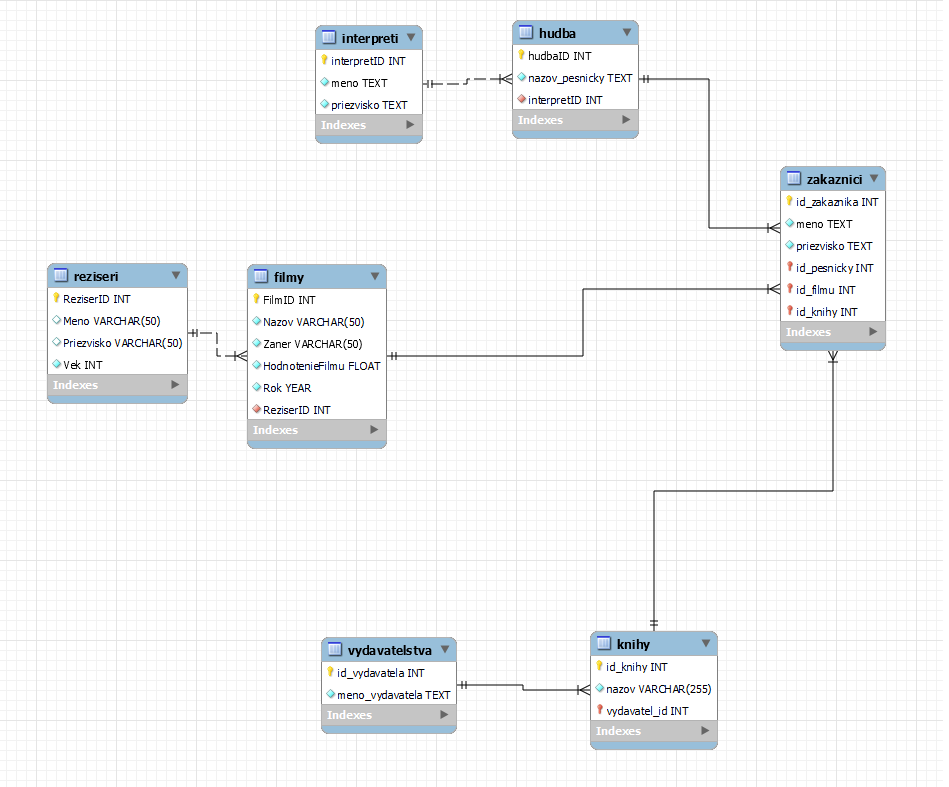 interpreti
interpretID INT
meno TEXT
priezvisko TEXT
Indexes
hudba
hudbaID INT
nazov_pesnicky TEXT
interpretID INT
Indexes
zakaznici
id_zakaznika INT
meno TEXT
priezvisko TEXT
id_pesnicky INT
id_filmu INT
id_knihy INT
Indexes
reziseri
ReziserID INT
Meno VARCHAR(50)
Priezvisko VARCHAR(50)
Vek INT
Indexes
filmy
FilmID INT
Nazov VARCHAR(50)
Zaner VARCHAR(50)
HodnotenieFilmu FLOAT
Rok YEAR
ReziserID INT
Indexes
vydavatelstva
id_vydavatela INT
meno_vydavatela TEXT
Indexes
knihy
id_knihy INT
nazov VARCHAR(255)
vydavatel_id INT
Indexes